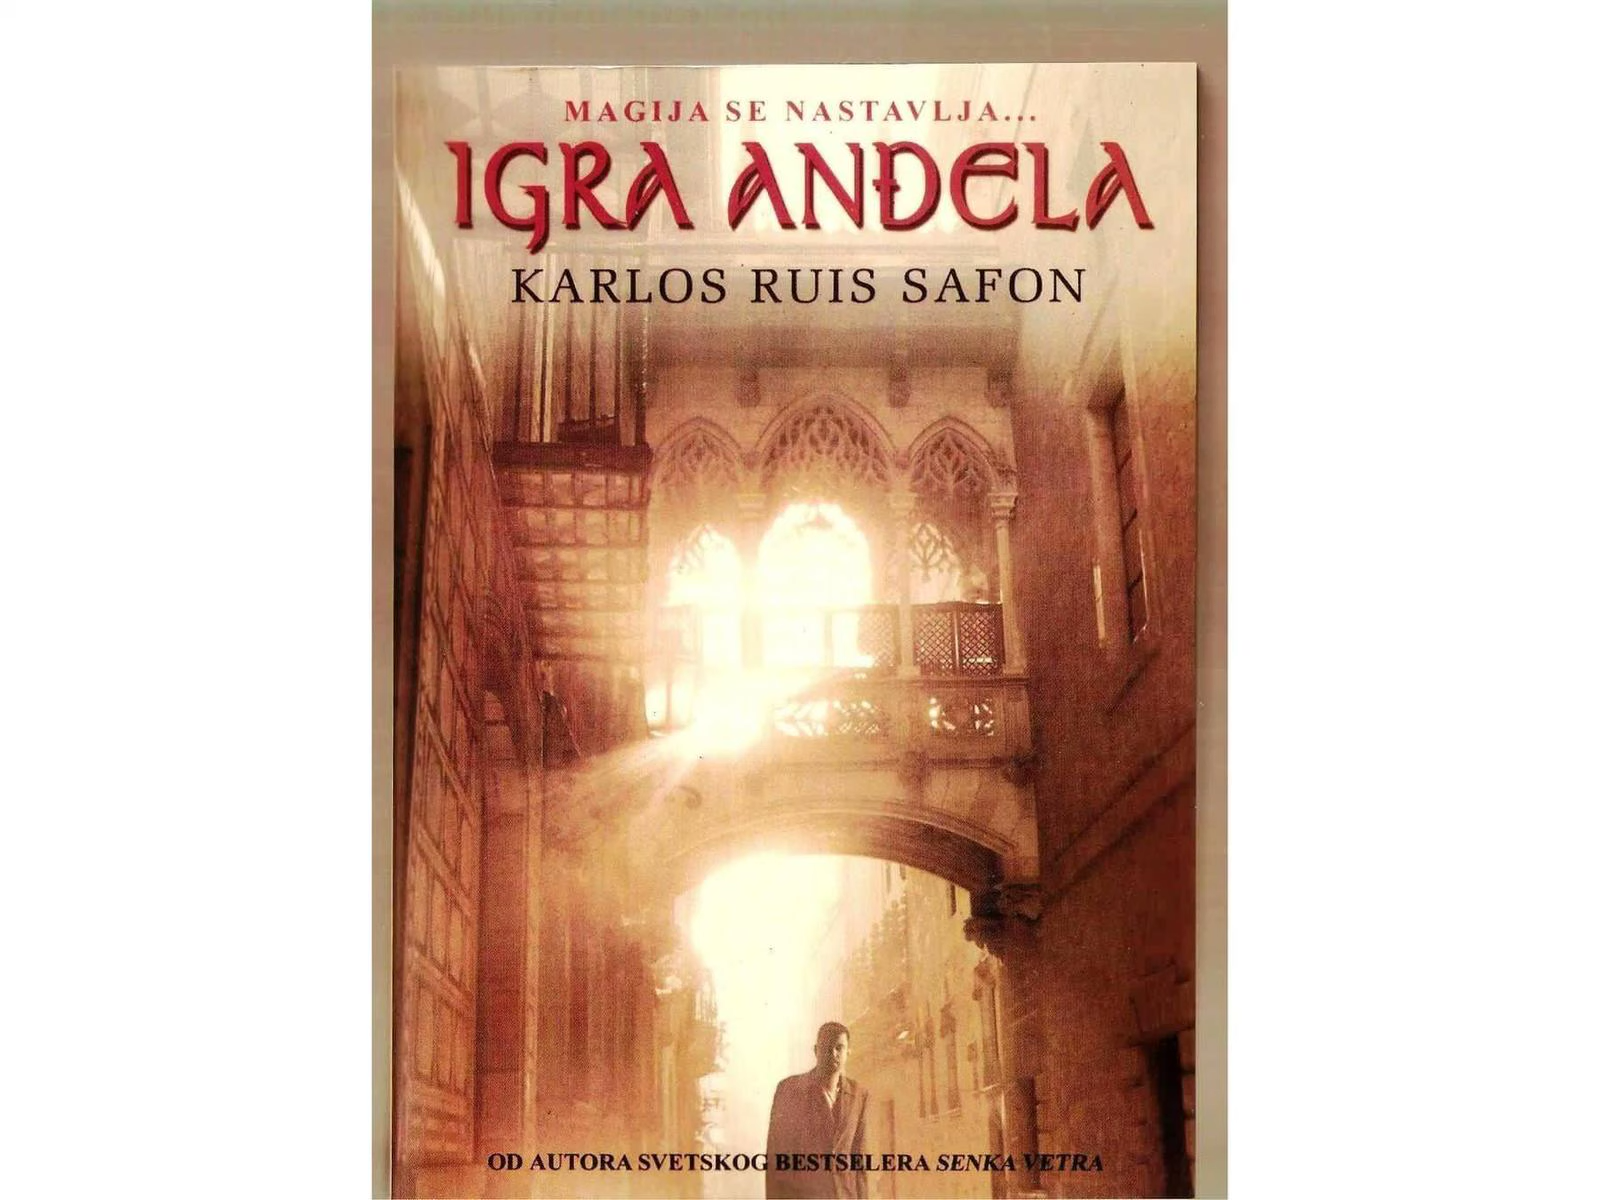 MAGIJA SE NASTAVLJA...
IGRA ANĐELA
KARLOS RUIS SAFON
OD AUTORA SVETSKOG BESTSELERA SENKA VETRA